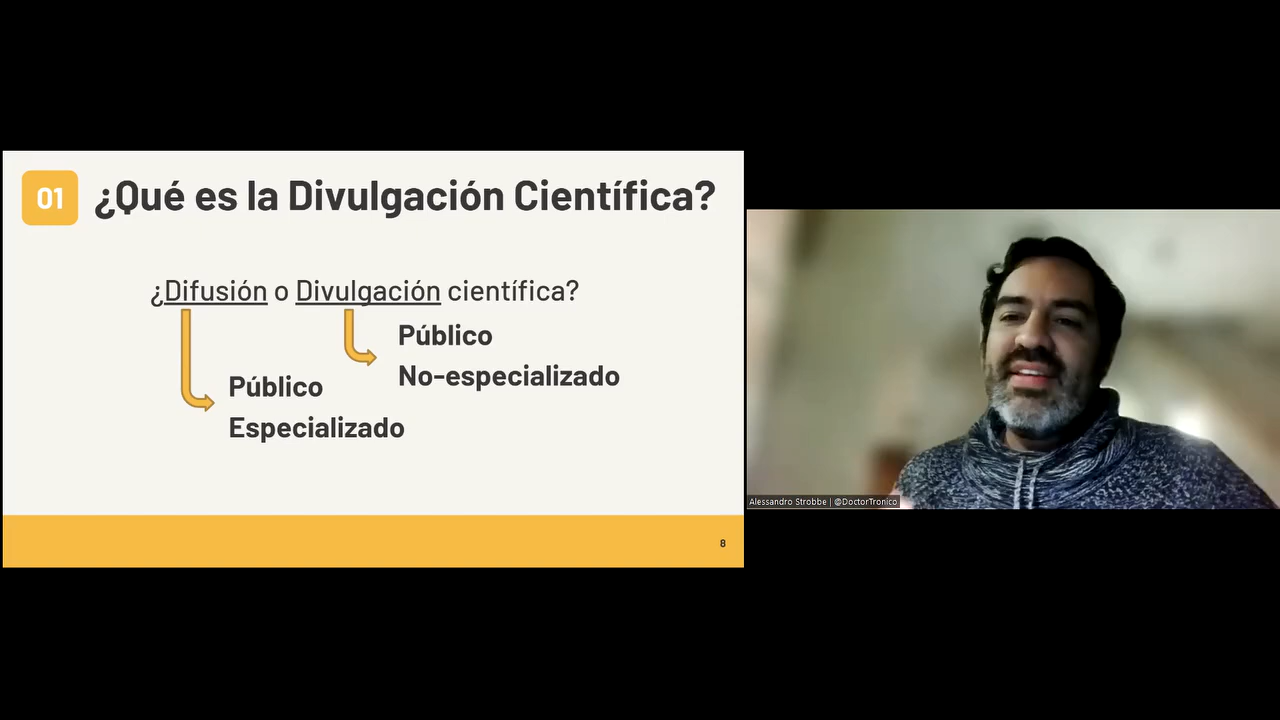 01 ¿Qué es la Divulgación Científica?
¿Difusión o Divulgación científica?
Público
No-especializado
Público
Especializado
8
Alessandro Strobbe | @DoctorTronico